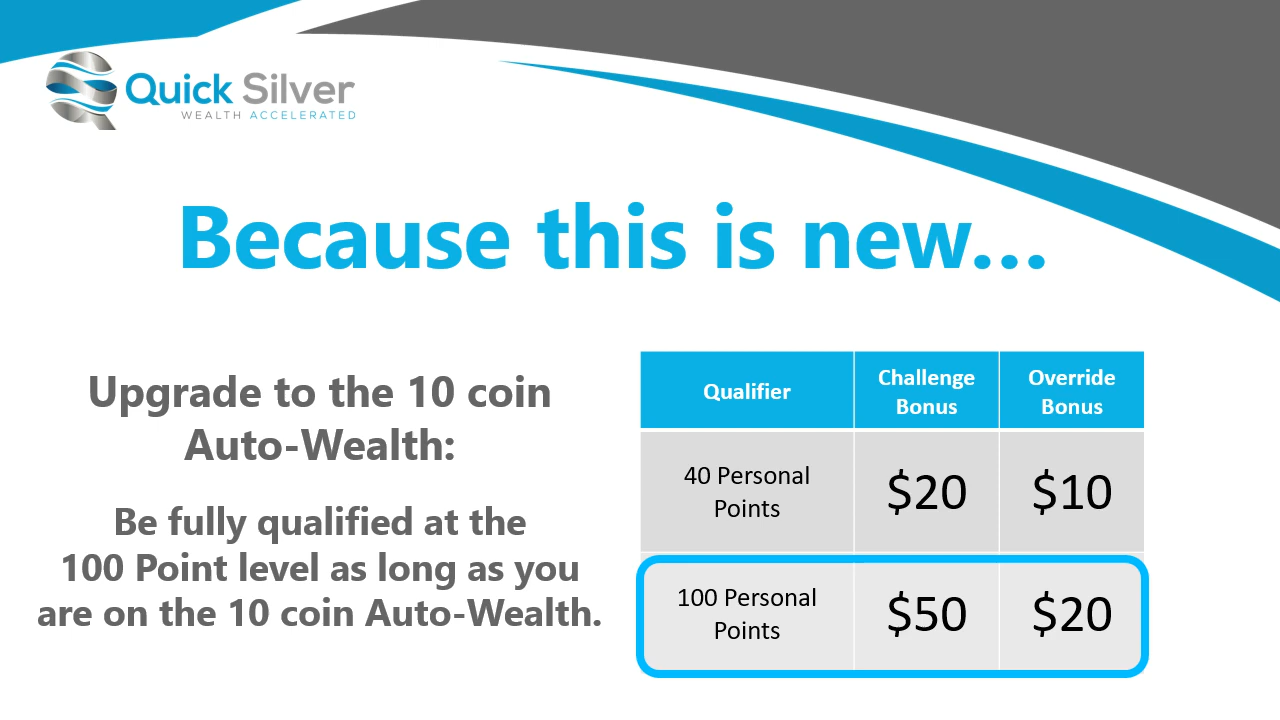 Quick Silver
WEALTH ACCELERATED
Because this is new...
Upgrade to the 10 coin
Auto-Wealth:
Be fully qualified at the
100 Point level as long as you
are on the 10 coin Auto-Wealth.
Qualifier
Challenge
Bonus
Override
Bonus
40 Personal
Points
$20
$10
100 Personal
Points
$50
$20